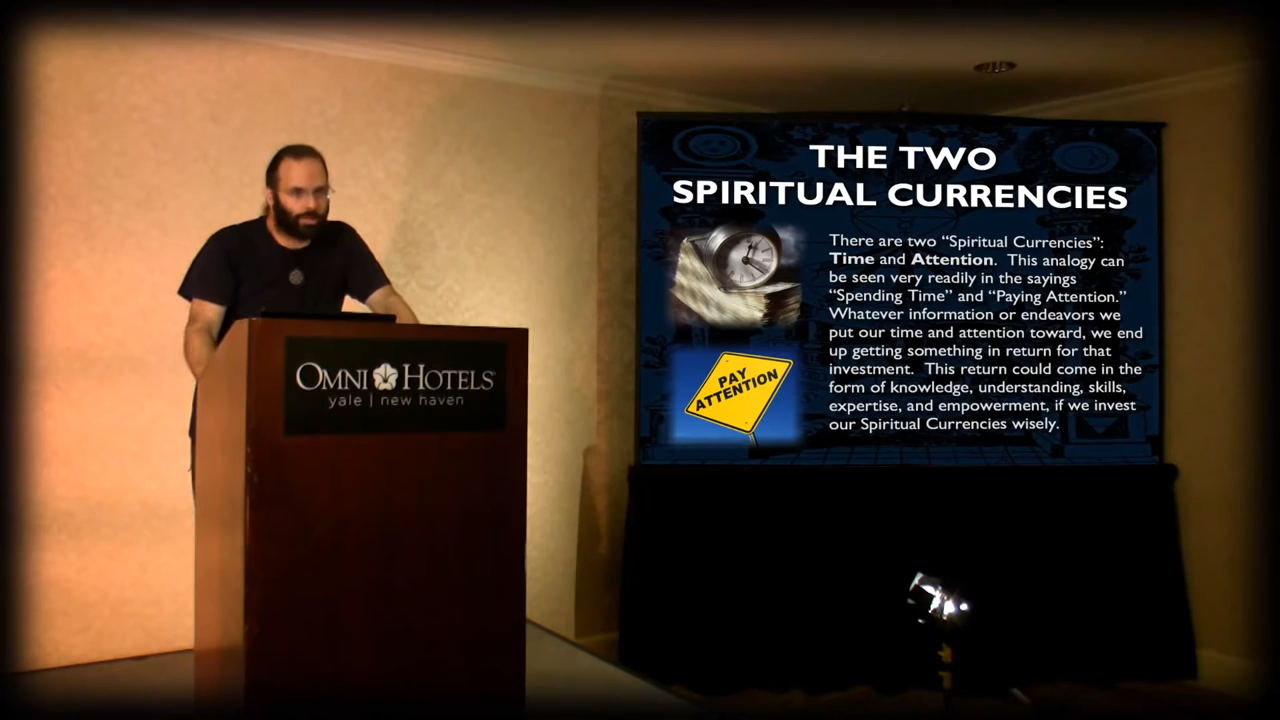 OMNI HOTELS
yale | new haven
THE TWO
SPIRITUAL CURRENCIES
There are two “Spiritual Currencies”:
Time and Attention. This analogy can
be seen very readily in the sayings
“Spending Time” and “Paying Attention.”
Whatever information or endeavors we
put our time and attention toward, we end
up getting something in return for that
investment. This return could come in the
form of knowledge, understanding, skills,
expertise, and empowerment, if we invest
our Spiritual Currencies wisely.
PAY
ATTENTION